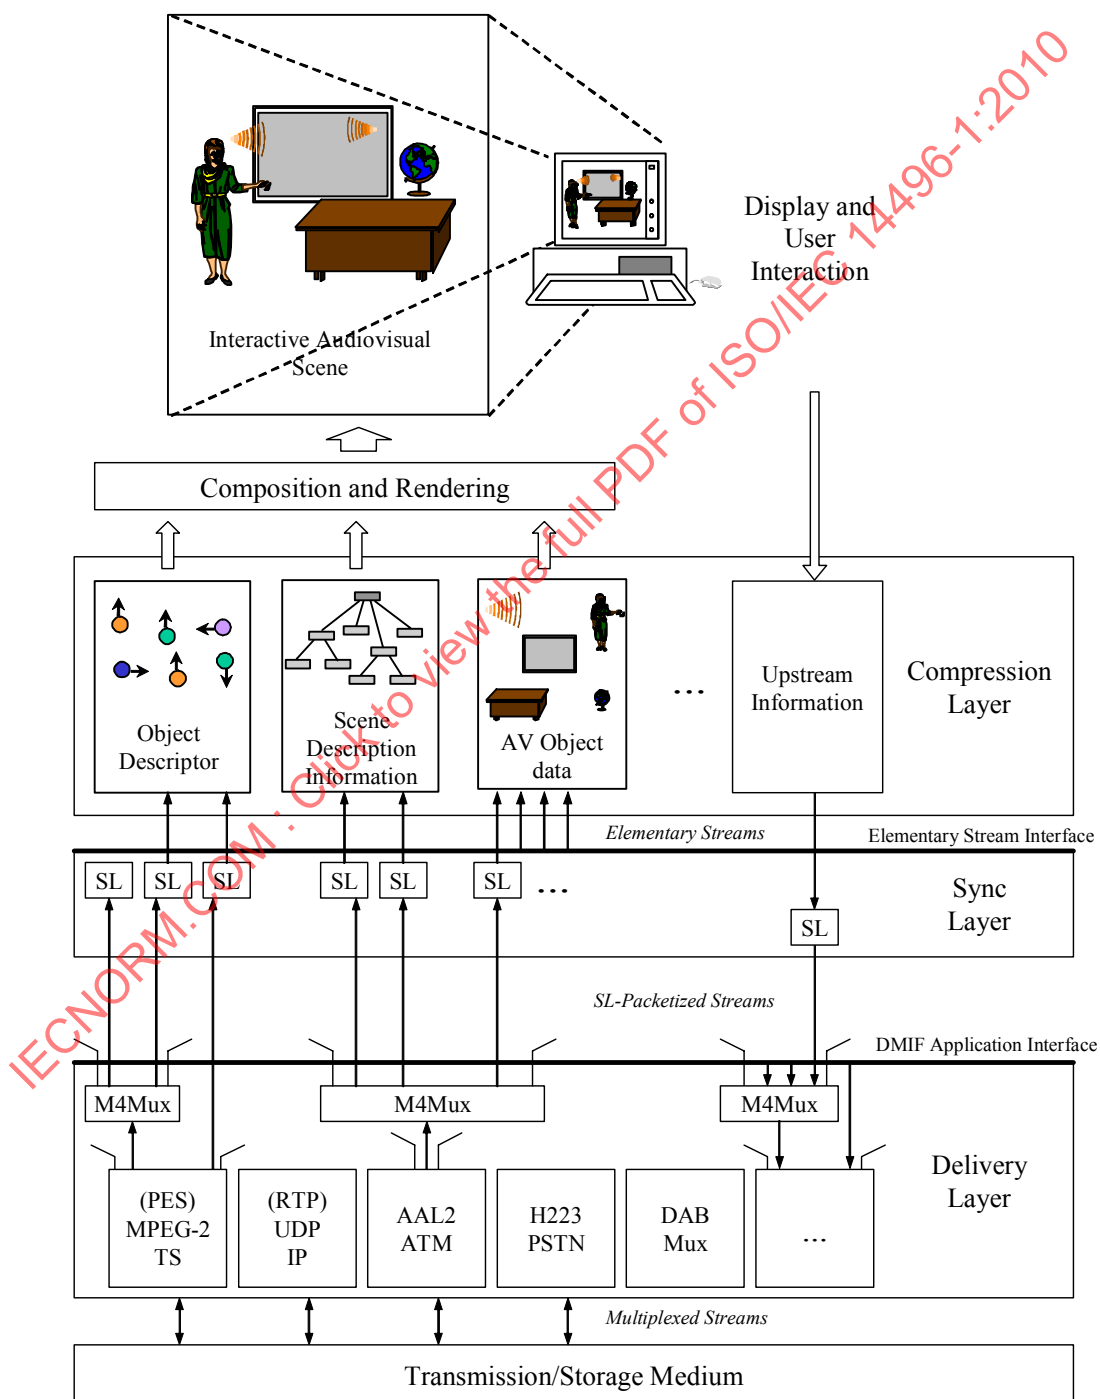 Display and
User
Interaction
Interactive Audiovisual
Scene
Composition and Rendering
Object
Descriptor
Scene
Description
Information
AV Object
data
...
Upstream
Information
Compression
Layer
Elementary Streams
Elementary Stream Interface
SL
SL
SL
SL
SL
SL
...
SL
Sync
Layer
SL-Packetized Streams
DMIF Application Interface
M4Mux
M4Mux
M4Mux
(PES)
MPEG-2
TS
(RTP)
UDP
IP
AAL2
ATM
H223
PSTN
DAB
Mux
...
Delivery
Layer
Multiplexed Streams
Transmission/Storage Medium
IECNORM.COM : Click to view the full PDF of ISO/IEC 14496-1:2010